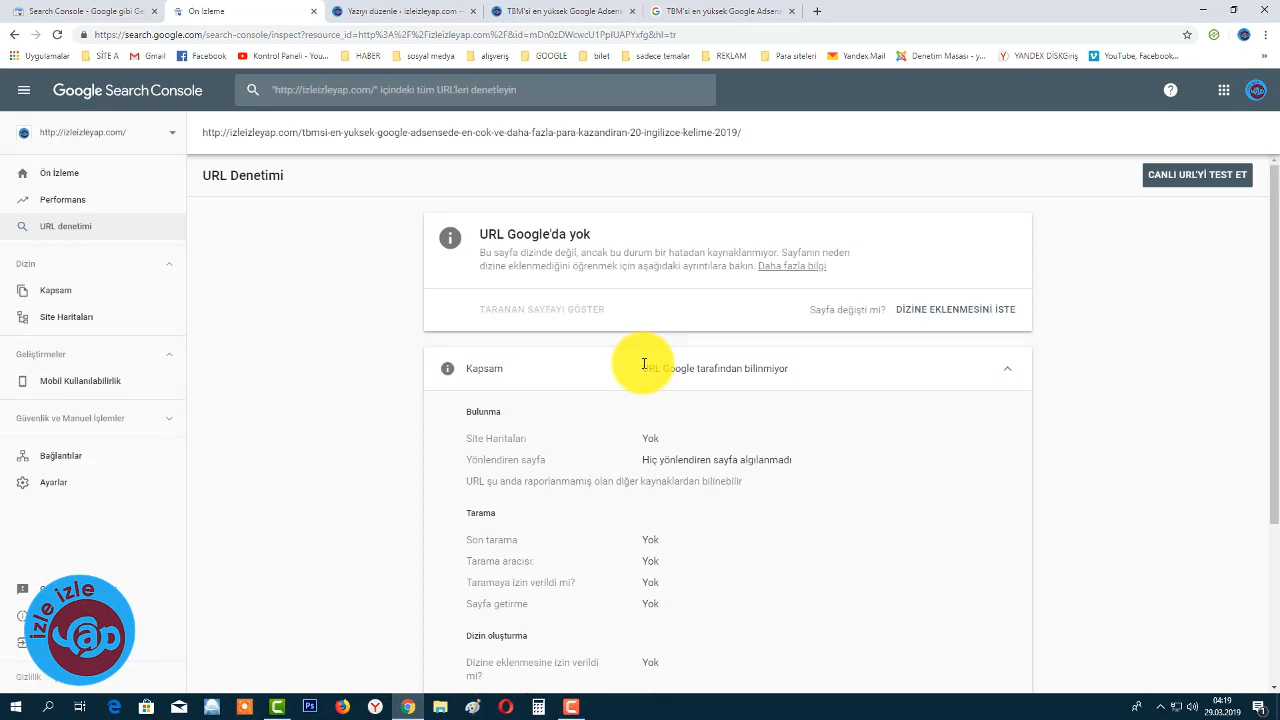 Google Search Console içindeki b
Ön İzleme
Yazıyı düzenle ‹ izleizleyap.com -
TBM'si en yüksek Google Adsens
TBM'si en yüksek Google Adsens
https://search.google.com/search-console/inspect?resource_id=http%3A%2F%2Fizleizleyap.com%2F&id=mDn0zDWcwcU1PpIUAPYxfg&hl=tr
Uygulamalar
SİTE A
Gmail
Facebook
Kontrol Paneli - You
HABER
sosyal medya
alışveriş
GOOGLE
bilet
sadece temalar
REKLAM
Para siteleri
Yandex.Mail
Denetim Masası - Ve
YANDEX DİSKGiriş
YouTube, Facebook...
Google Search Console
"http://izleizleyap.com/" içindeki tüm URL'leri denetleyin
http://izleizleyap.com/
http://izleizleyap.com/tbmsi-en-yuksek-google-adsensede-en-cok-ve-daha-fazla-para-kazandiran-20-ingilizce-kelime-2019/
Ön İzleme
Performans
URL denetimi
Dizin
Kapsam
Site Haritaları
Geliştirmeler
Mobil Kullanılabilirlik
Güvenlik ve Manuel İşlemler
Bağlantılar
Ayarlar
Gizlilik
izle izle
yap
URL Denetimi
CANLI URL'Yİ TEST ET
URL Google'da yok
Bu sayfa dizinde değil, ancak bu durum bir hatadan kaynaklanmıyor. Sayfanın neden
dizine eklenmediğini öğrenmek için aşağıdaki ayrıntılara bakın. Daha fazla bilgi
TARANAN SAYFAYI GÖSTER
Sayfa değişti mi? DİZİNE EKLENMESİNİ İSTE
Kapsam URL Google tarafından bilinmiyor
Bulunma
Site Haritaları Yok
Yönlendiren sayfa Hiç yönlendiren sayfa algılanmadı
URL şu anda raporlanmamış olan diğer kaynaklardan bilinebilir
Tarama
Son tarama Yok
Tarama aracısı: Yok
Taramaya izin verildi mi? Yok
Sayfa getirme Yok
Dizin oluşturma
Dizine eklenmesine izin verildi Yok
mi?
04:19
29.03.2019